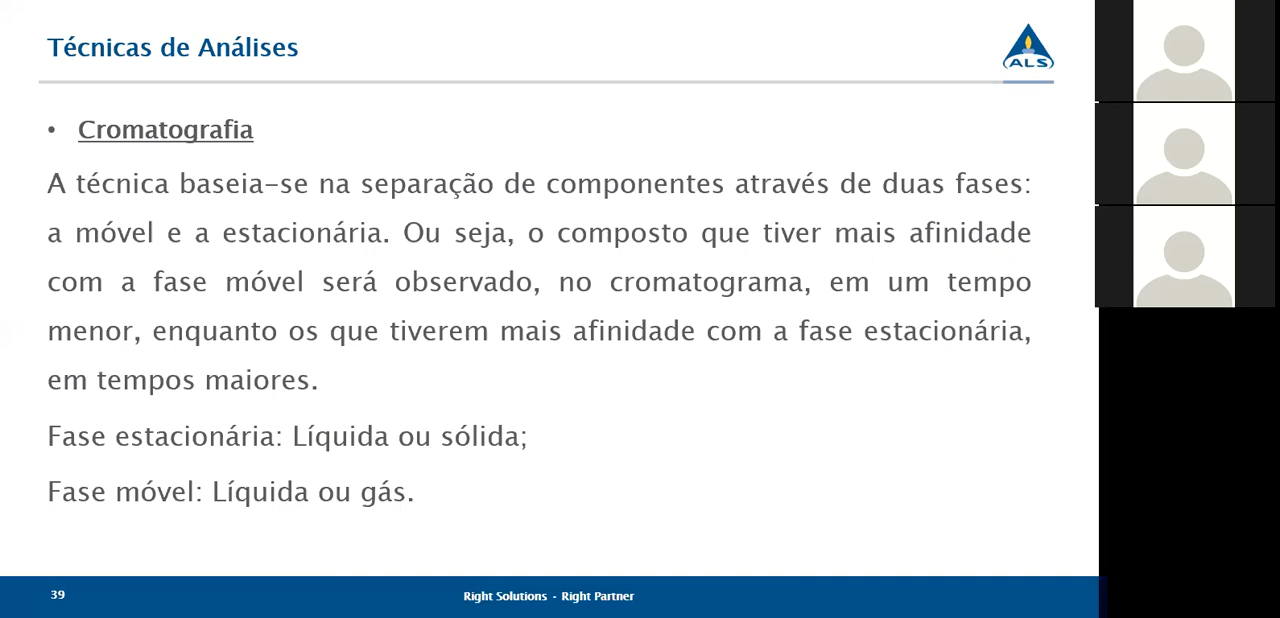 Técnicas de Análises
ALS
• Cromatografia
A técnica baseia-se na separação de componentes através de duas fases:
a móvel e a estacionária. Ou seja, o composto que tiver mais afinidade
com a fase móvel será observado, no cromatograma, em um tempo
menor, enquanto os que tiverem mais afinidade com a fase estacionária,
em tempos maiores.
Fase estacionária: Líquida ou sólida;
Fase móvel: Líquida ou gás.
39
Right Solutions - Right Partner